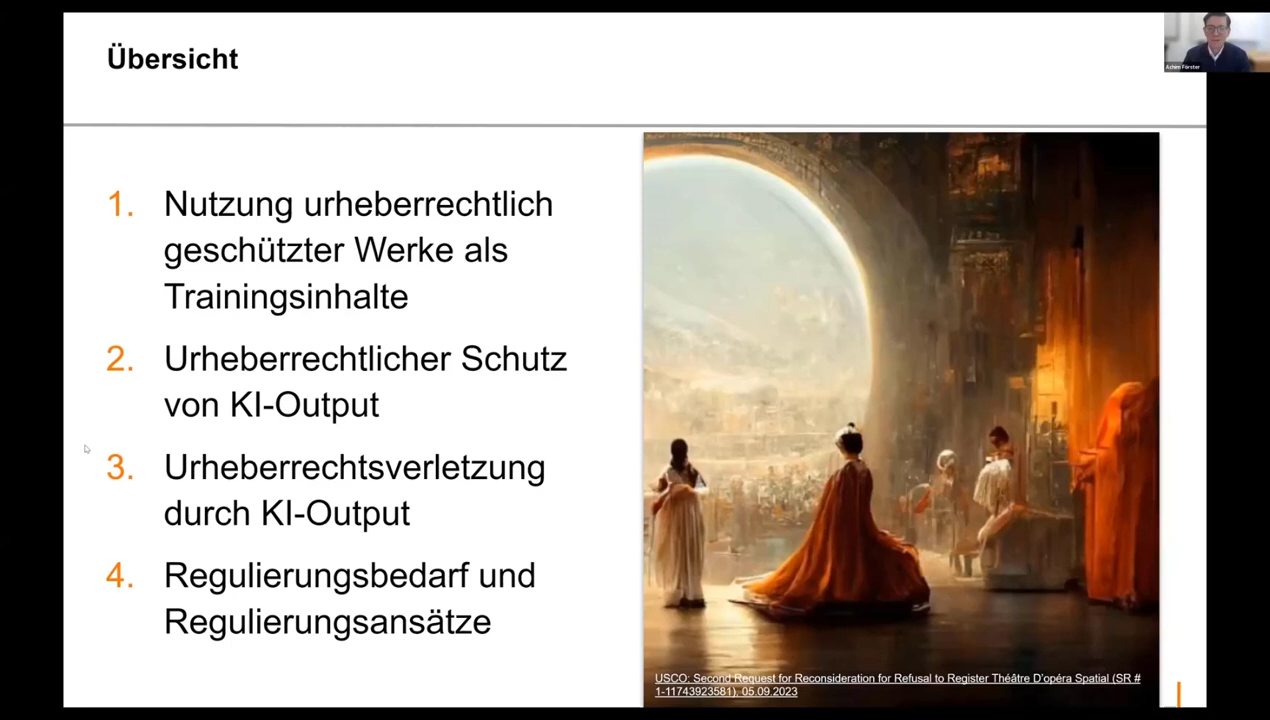 Übersicht
Achim Förster
1. Nutzung urheberrechtlich
geschützter Werke als
Trainingsinhalte
2. Urheberrechtlicher Schutz
von KI-Output
3. Urheberrechtsverletzung
durch KI-Output
4. Regulierungsbedarf und
Regulierungsansätze
USCO: Second Request for Reconsideration for Refusal to Register Théâtre D'opéra Spatial (SR #
1-11743923581), 05.09.2023